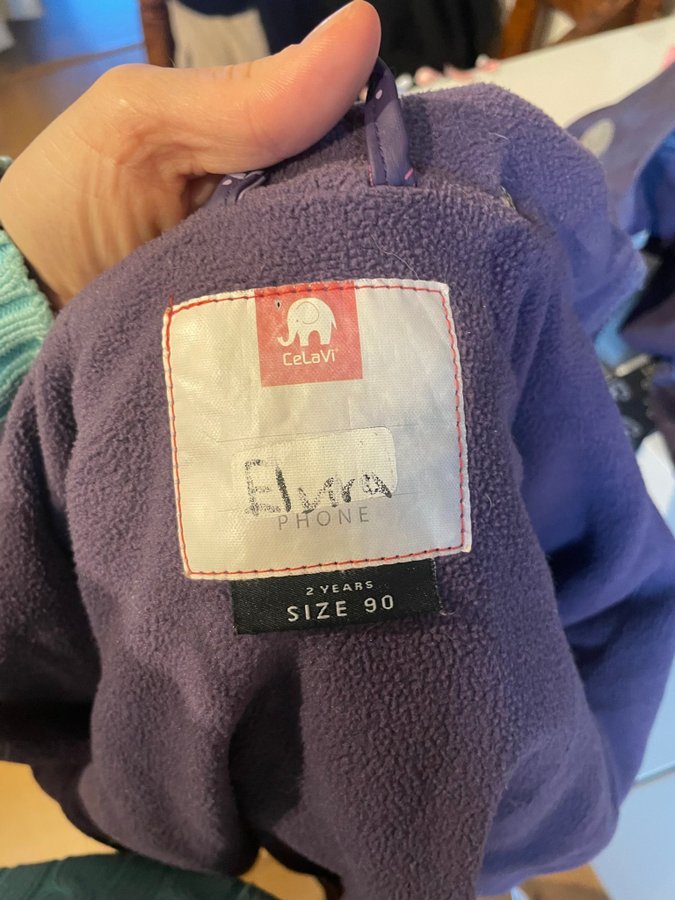 CeLaVi®
Elvira
PHONE
2 YEARS
SIZE 90